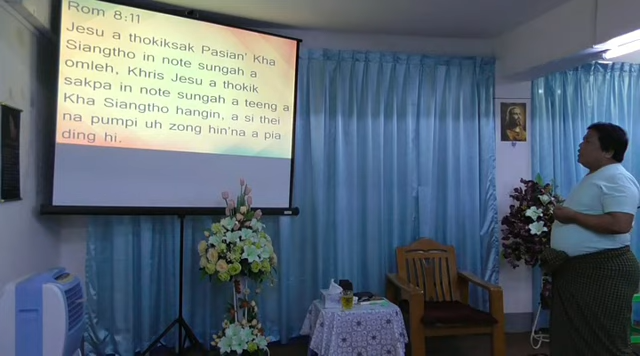 Rom 8:11
Jesu a thokiksak Pasian' Kha
Siangtho in note sungah a
omleh, Khris Jesu a thokik
sakpa in note sungah a teeng a
Kha Siangtho hangin, a si thei
na pumpi uh zong hin'na a pia
ding hi.